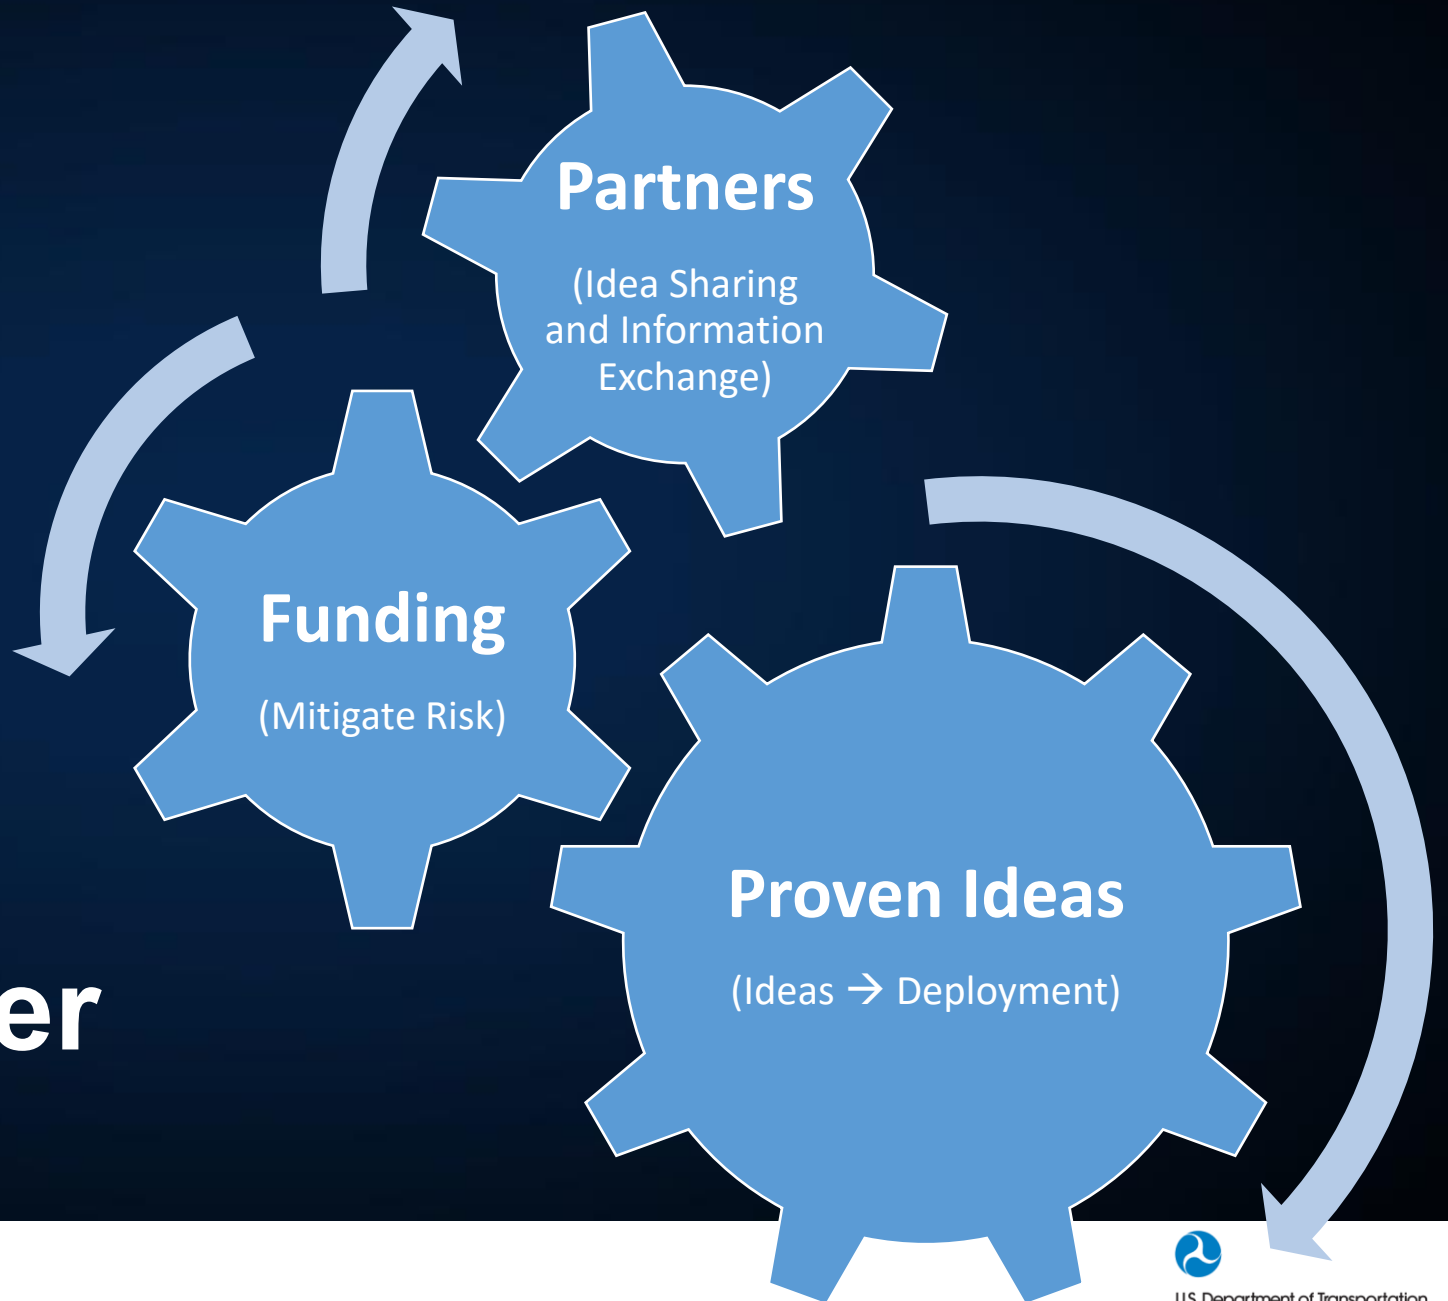 Partners
(Idea Sharing
and Information
Exchange)
Funding
(Mitigate Risk)
Proven Ideas
(Ideas → Deployment)
er
U.S. Department of Transportation